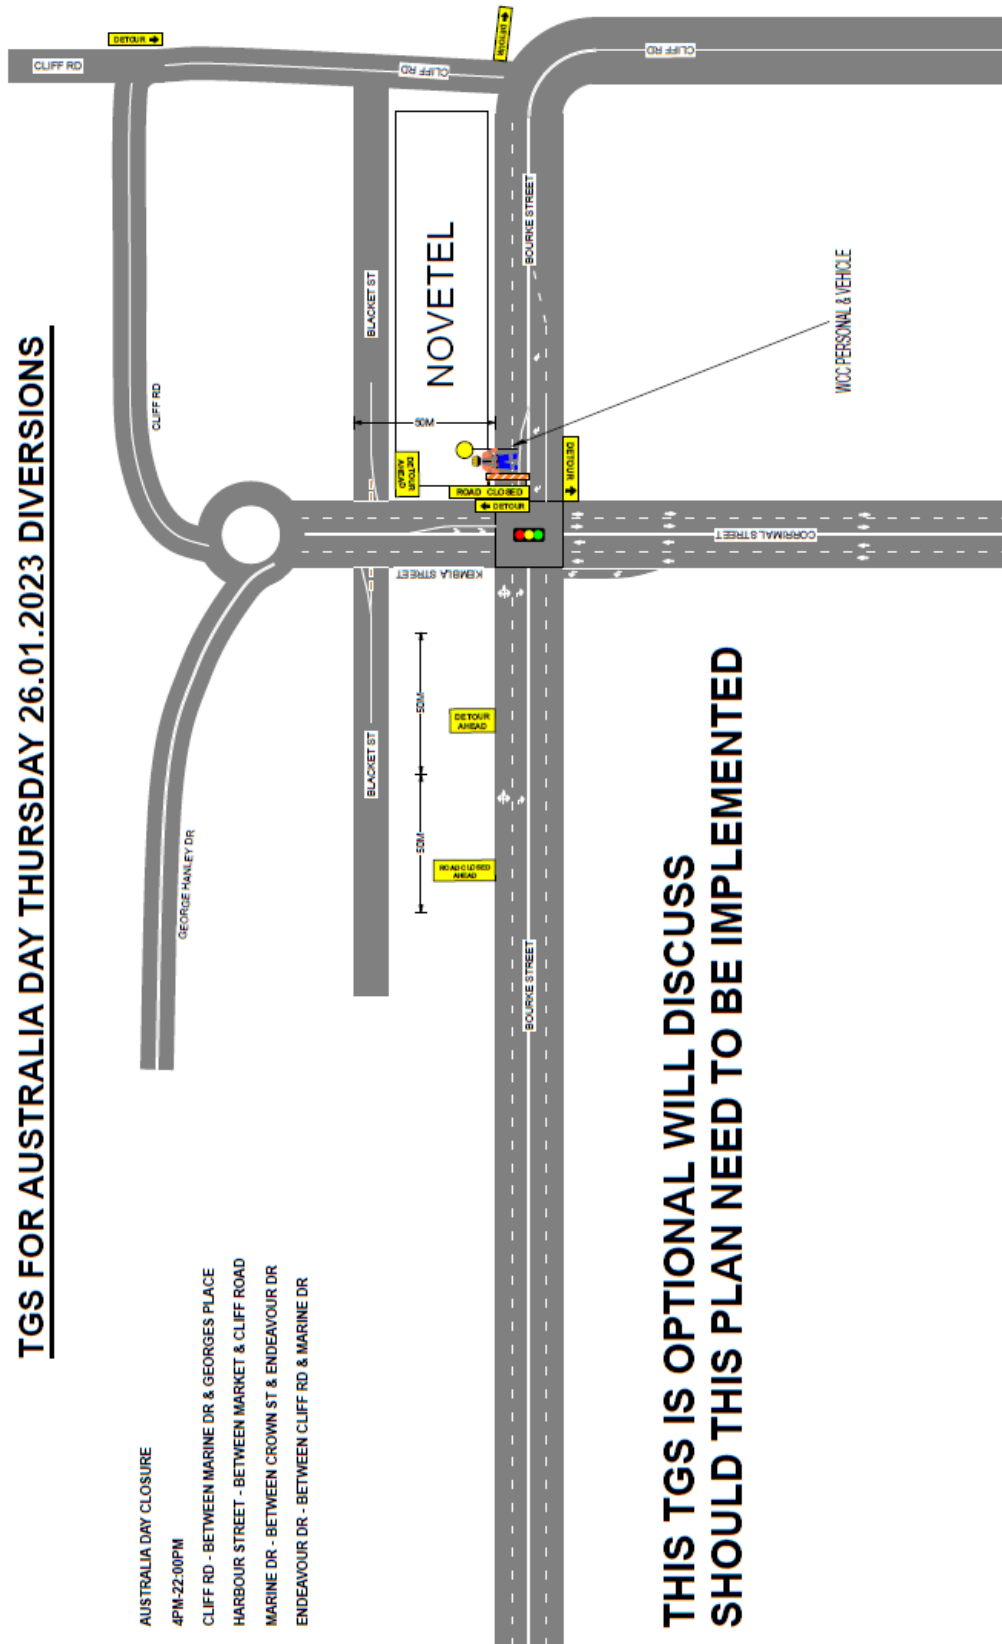 TGS FOR AUSTRALIA DAY THURSDAY 26.01.2023 DIVERSIONS
AUSTRALIA DAY CLOSURE
4PM-22:00PM
CLIFF RD - BETWEEN MARINE DR & GEORGES PLACE
HARBOUR STREET - BETWEEN MARKET & CLIFF ROAD
MARINE DR - BETWEEN CROWN ST & ENDEAVOUR DR
ENDEAVOUR DR - BETWEEN CLIFF RD & MARINE DR
GEORGE HANLEY DR
CLIFF RD
CLIFF RD
DETOUR
CLIFF RD
DETOUR
CLIFF RD
BLACKET ST
BLACKET ST
NOVETEL
50M
DETOUR
AHEAD
ROAD CLOSED
DETOUR
DETOUR
KEMBLA STREET
CORRIMAL STREET
50M
50M
ROAD CLOSED
AHEAD
DETOUR
AHEAD
BOURKE STREET
BOURKE STREET
WCC PERSONAL & VEHICLE
THIS TGS IS OPTIONAL WILL DISCUSS
SHOULD THIS PLAN NEED TO BE IMPLEMENTED